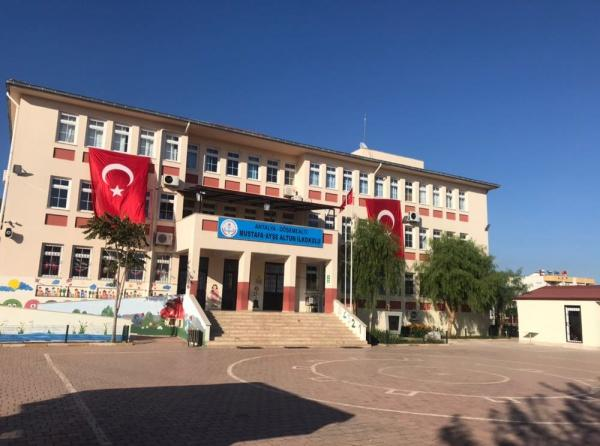 ANTALYA - DÖŞEMEALTI
MUSTAFA-AYŞE ALTUN İLKOKULU